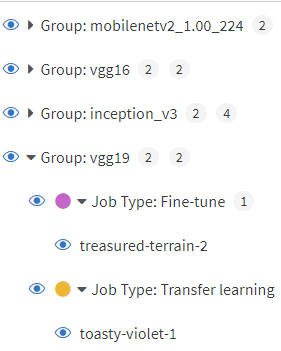 Group: mobilenetv2_1.00_224 2
Group: vgg16 2 2
Group: inception_v3 2 4
Group: vgg19 2 2
Job Type: Fine-tune 1
treasured-terrain-2
Job Type: Transfer learning
toasty-violet-1